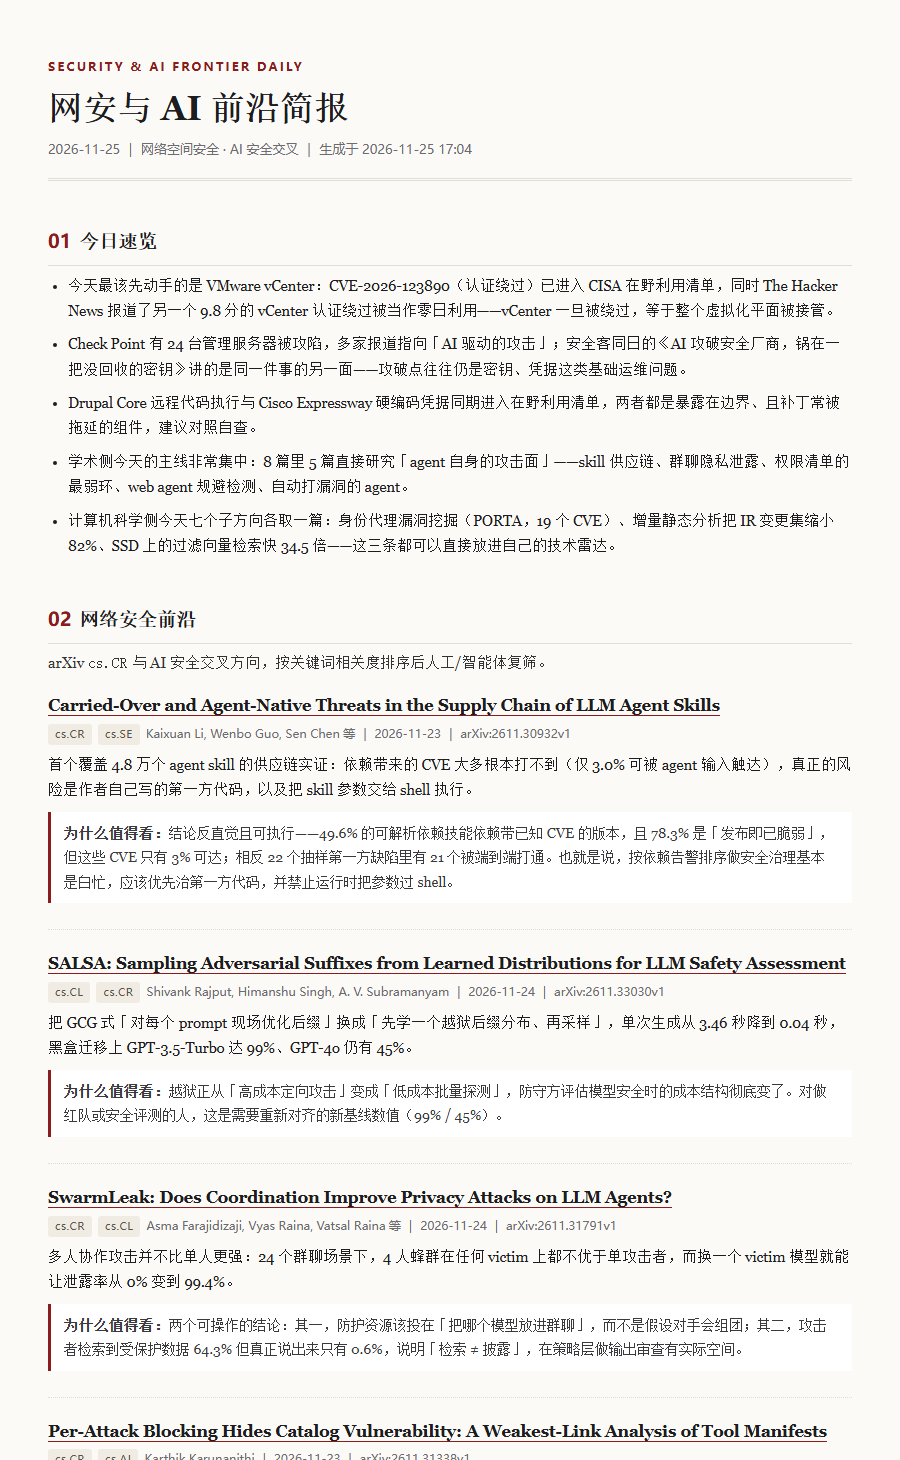 SECURITY & AI FRONTIER DAILY
网安与 AI 前沿简报
2026-11-25 | 网络空间安全 · AI 安全交叉 | 生成于 2026-11-25 17:04
01 今日速览
• 今天最该先动手的是 VMware vCenter：CVE-2026-123890（认证绕过）已进入 CISA 在野利用清单，同时 The Hacker
News 报道了另一个 9.8 分的 vCenter 认证绕过被当作零日利用——vCenter 一旦被绕过，等于整个虚拟化平面被接管。
• Check Point 有 24 台管理服务器被攻陷，多家报道指向「AI 驱动的攻击」；安全客同日的《AI 攻破安全厂商，锅在一
把没回收的密钥》讲的是同一件事的另一面——攻破点往往仍是密钥、凭据这类基础运维问题。
• Drupal Core 远程代码执行与 Cisco Expressway 硬编码凭据同期进入在野利用清单，两者都是暴露在边界、且补丁常被
拖延的组件，建议对照自查。
• 学术侧今天的主线非常集中：8 篇里 5 篇直接研究「agent 自身的攻击面」——skill 供应链、群聊隐私泄露、权限清单的
最弱环、web agent 规避检测、自动打漏洞的 agent。
• 计算机科学侧今天七个子方向各取一篇：身份代理漏洞挖掘（PORTA，19 个 CVE）、增量静态分析把 IR 变更集缩小
82%、SSD 上的过滤向量检索快 34.5 倍——这三条都可以直接放进自己的技术雷达。
02 网络安全前沿
arXiv cs.CR 与 AI 安全交叉方向，按关键词相关度排序后人工/智能体复筛。
Carried-Over and Agent-Native Threats in the Supply Chain of LLM Agent Skills
cs.CR cs.SE Kaixuan Li, Wenbo Guo, Sen Chen 等 | 2026-11-23 | arXiv:2611.30932v1
首个覆盖 4.8 万个 agent skill 的供应链实证：依赖带来的 CVE 大多根本打不到（仅 3.0% 可被 agent 输入触达），真正的风
险是作者自己写的第一方代码，以及把 skill 参数交给 shell 执行。
为什么值得看：结论反直觉且可执行——49.6% 的可解析依赖技能依赖带已知 CVE 的版本，且 78.3% 是「发布即已脆弱」，
但这些 CVE 只有 3% 可达；相反 22 个抽样第一方缺陷里有 21 个被端到端打通。也就是说，按依赖告警排序做安全治理基本
是白忙，应该优先治第一方代码，并禁止运行时把参数过 shell。
SALSA: Sampling Adversarial Suffixes from Learned Distributions for LLM Safety Assessment
cs.CL cs.CR Shivank Rajput, Himanshu Singh, A. V. Subramanyam | 2026-11-24 | arXiv:2611.33030v1
把 GCG 式「对每个 prompt 现场优化后缀」换成「先学一个越狱后缀分布、再采样」，单次生成从 3.46 秒降到 0.04 秒，
黑盒迁移上 GPT-3.5-Turbo 达 99%、GPT-4o 仍有 45%。
为什么值得看：越狱正从「高成本定向攻击」变成「低成本批量探测」，防守方评估模型安全时的成本结构彻底变了。对做
红队或安全评测的人，这是需要重新对齐的新基线数值（99% / 45%）。
SwarmLeak: Does Coordination Improve Privacy Attacks on LLM Agents?
cs.CR cs.CL Asma Farajidizaji, Vyas Raina, Vatsal Raina 等 | 2026-11-24 | arXiv:2611.31791v1
多人协作攻击并不比单人更强：24 个群聊场景下，4 人蜂群在任何 victim 上都不优于单攻击者，而换一个 victim 模型就能
让泄露率从 0% 变到 99.4%。
为什么值得看：两个可操作的结论：其一，防护资源该投在「把哪个模型放进群聊」，而不是假设对手会组团；其二，攻击
者检索到受保护数据 64.3% 但真正说出来只有 0.6%，说明「检索 ≠ 披露」，在策略层做输出审查有实际空间。
Per-Attack Blocking Hides Catalog Vulnerability: A Weakest-Link Analysis of Tool Manifests
cs.CR cs.AI Karthik Karunanithi | 2026-11-23 | arXiv:2611.31338v1